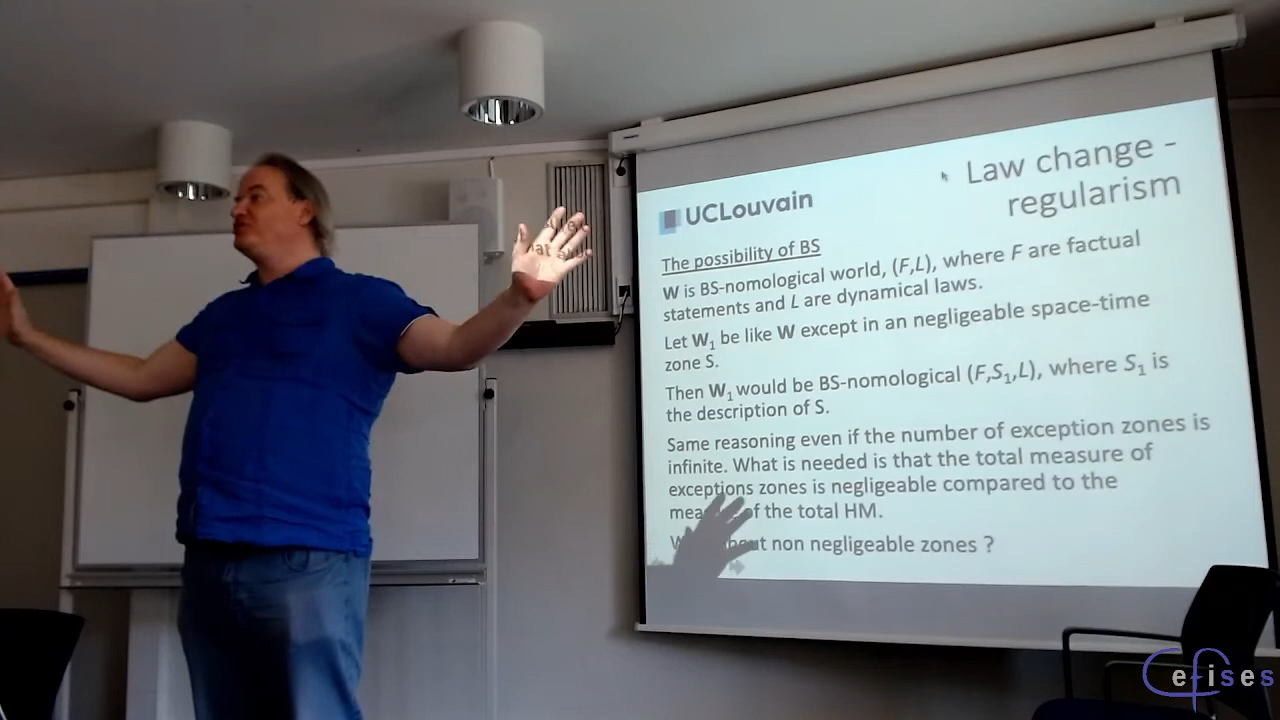 Law change -
regularism
UCLouvain
The possibility of BS
W is BS-nomological world, (F,L), where F are factual
statements and L are dynamical laws.
Let W1 be like W except in an negligeable space-time
zone S.
Then W1 would be BS-nomological (F,S1,L), where S1 is
the description of S.
Same reasoning even if the number of exception zones is
infinite. What is needed is that the total measure of
exceptions zones is negligeable compared to the
of the total HM.
non negligeable zones ?
Cefises